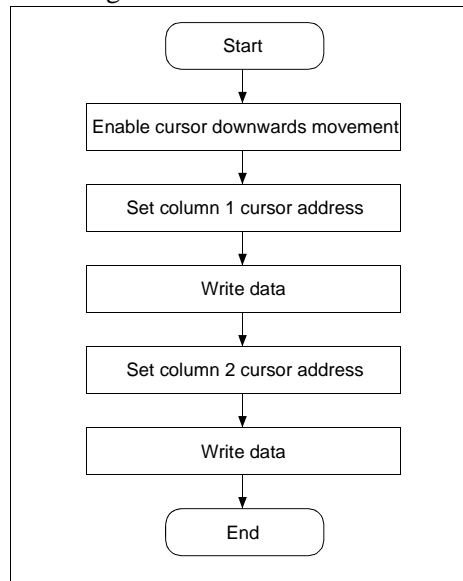 Start
Enable cursor downwards movement
Set column 1 cursor address
Write data
Set column 2 cursor address
Write data
End